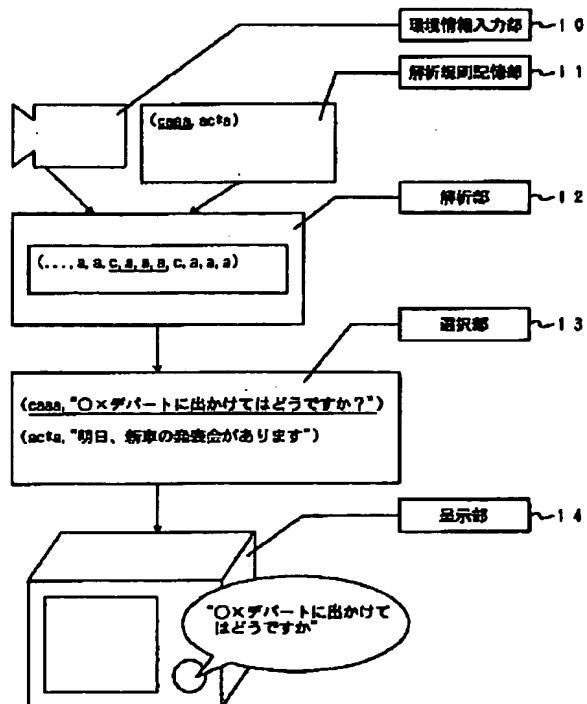 環境情報入力部 10
解析規則記憶部 11
(caaa,acta)
解析部 12
(...,a,a,c,a,a,a,c,a,a,a)
選択部 13
(caaa,"○×デパートに出かけてはどうですか?")
(acta,"明日、新車の発表会があります")
呈示部 14
"○×デパートに出かけて
はどうですか"